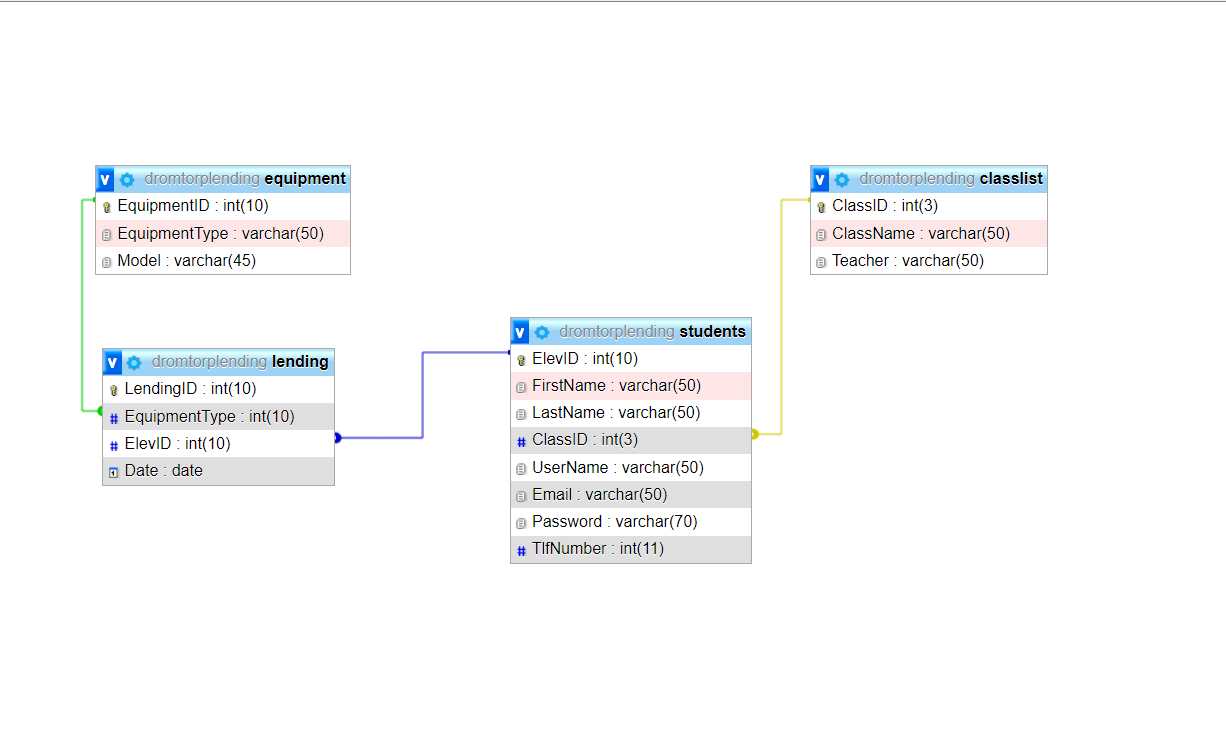 v dromtorplending equipment
EquipmentID : int(10)
EquipmentType : varchar(50)
Model : varchar(45)
v dromtorplending lending
LendingID : int(10)
# EquipmentType : int(10)
# ElevID : int(10)
Date : date
v dromtorplending students
ElevID : int(10)
FirstName : varchar(50)
LastName : varchar(50)
# ClassID : int(3)
UserName : varchar(50)
Email : varchar(50)
Password : varchar(70)
# TlfNumber : int(11)
v dromtorplending classlist
ClassID : int(3)
ClassName : varchar(50)
Teacher : varchar(50)